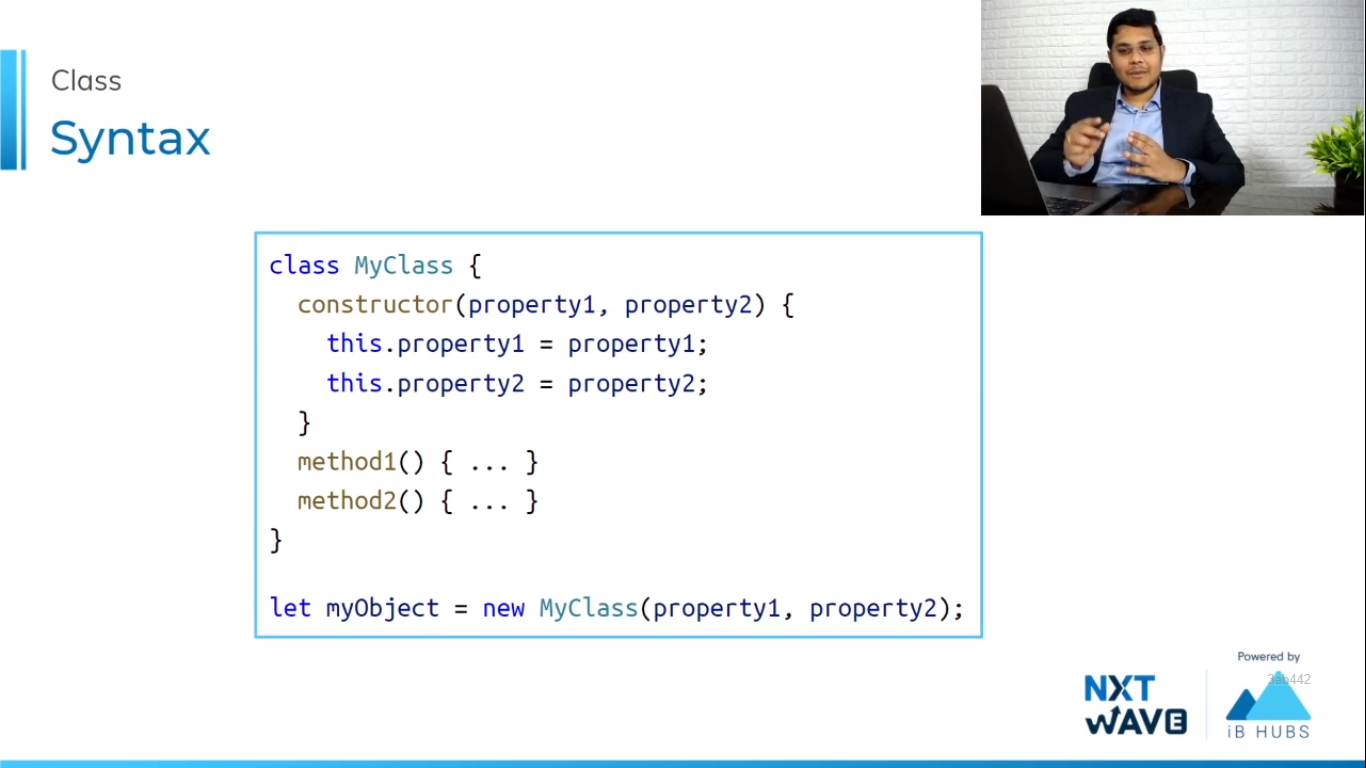 Class
Syntax
class MyClass {
  constructor(property1, property2) {
    this.property1 = property1;
    this.property2 = property2;
  }
  method1() { ... }
  method2() { ... }
}
let myObject = new MyClass(property1, property2);
Powered by
3ab442
NXT
WAVE
iB HUBS